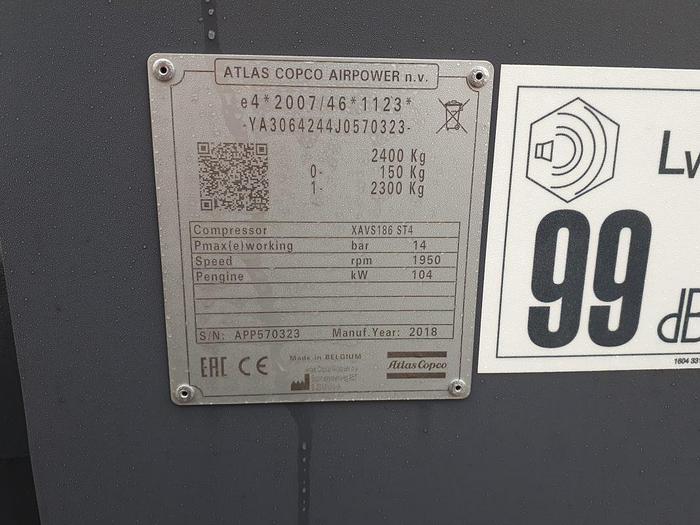 ATLAS COPCO AIRPOWER n.v.
e4*2007/46*1123*
-YA3064244J0570323-
2400 Kg
0- 150 Kg
1- 2300 Kg
Compressor XAVS186 ST4
Pmax(e)working bar 14
Speed rpm 1950
Pengine kW 104
S/N: APP570323 Manuf.Year: 2018
Made in BELGIUM
EAC CE
Atlas Copco
99
dB
1604 331